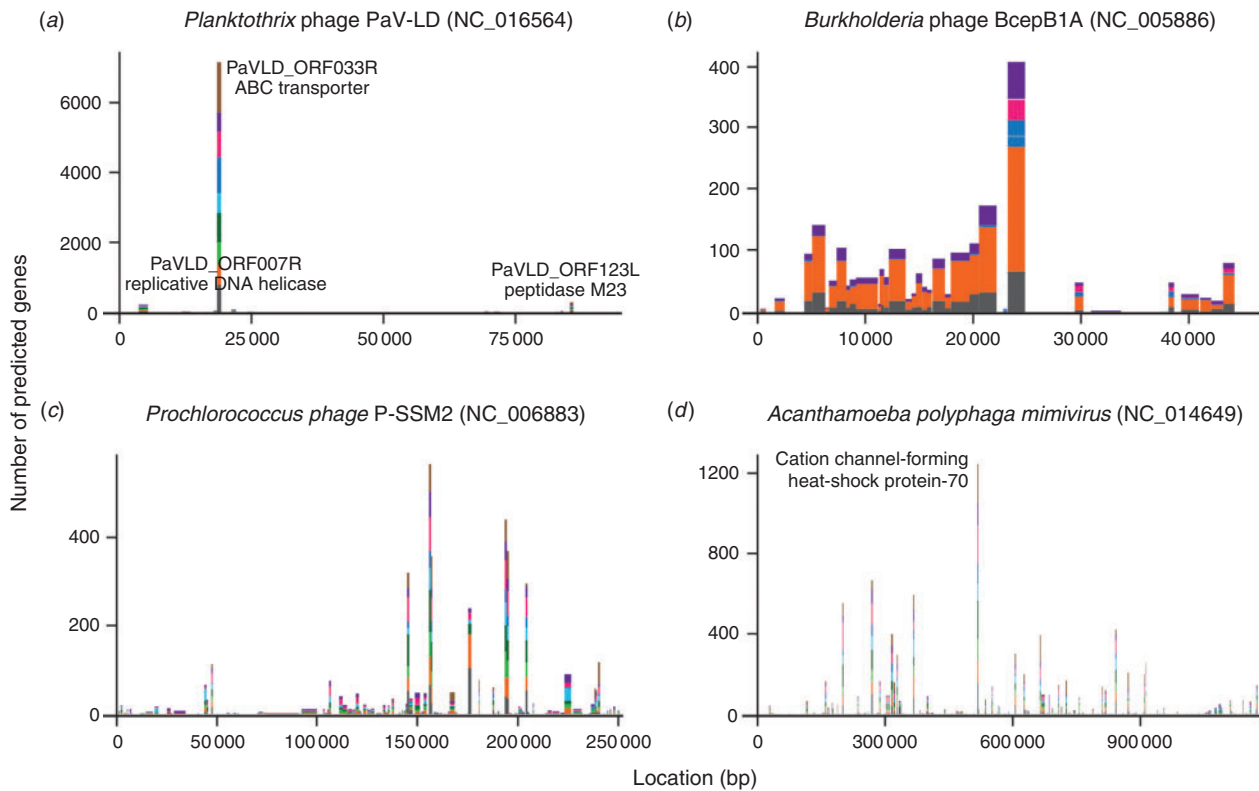 (a) Planktothrix phage PaV-LD (NC_016564)
6000
4000
2000
0
PaVLD_ORF033R
ABC transporter
PaVLD_ORF007R
replicative DNA helicase
PaVLD_ORF123L
peptidase M23
0 25 000 50 000 75 000
(b) Burkholderia phage BcepB1A (NC_005886)
400
300
200
100
0
0 10 000 20 000 30 000 40 000
Number of predicted genes
(c) Prochlorococcus phage P-SSM2 (NC_006883)
400
200
0
0 50 000 100 000 150 000 200 000 250 000
(d) Acanthamoeba polyphaga mimivirus (NC_014649)
1200
800
400
0
Cation channel-forming
heat-shock protein-70
0 300 000 600 000 900 000
Location (bp)